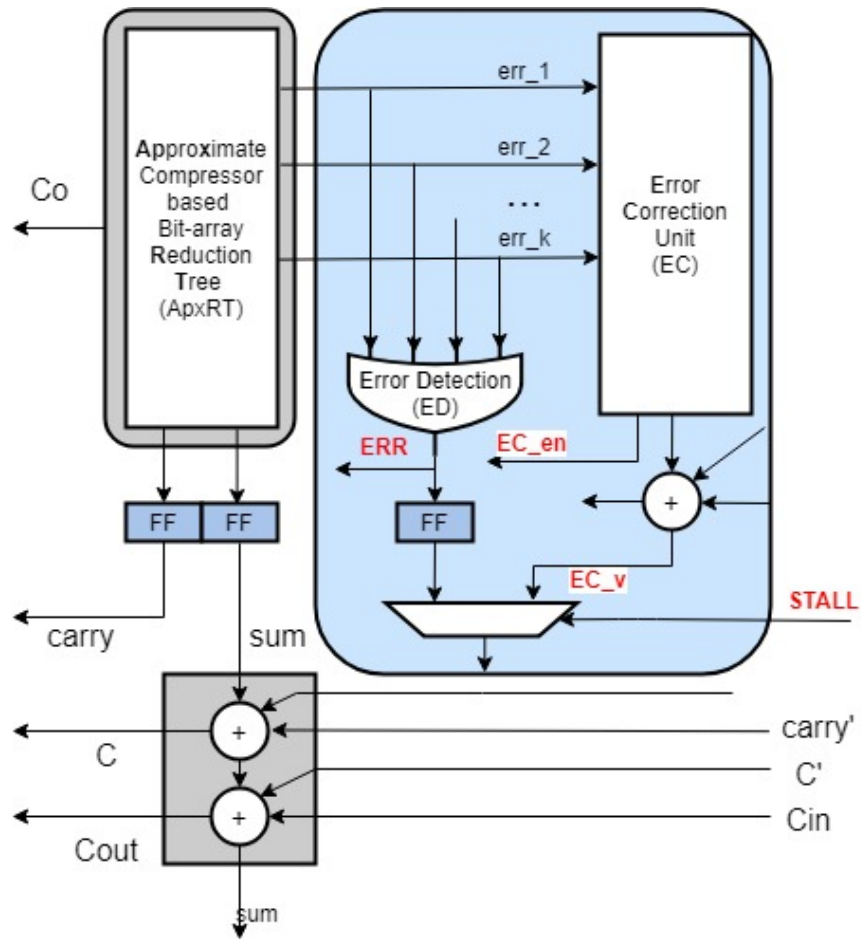 err_1
Approximate
Compressor
based
Bit-array
Reduction
Tree
(ApxRT)
err_2
...
err_k
Error
Correction
Unit
(EC)
Co
Error Detection
(ED)
ERR
EC_en
+
FF
FF
FF
EC_v
STALL
carry
sum
+
C
carry'
C'
+
Cin
Cout
sum